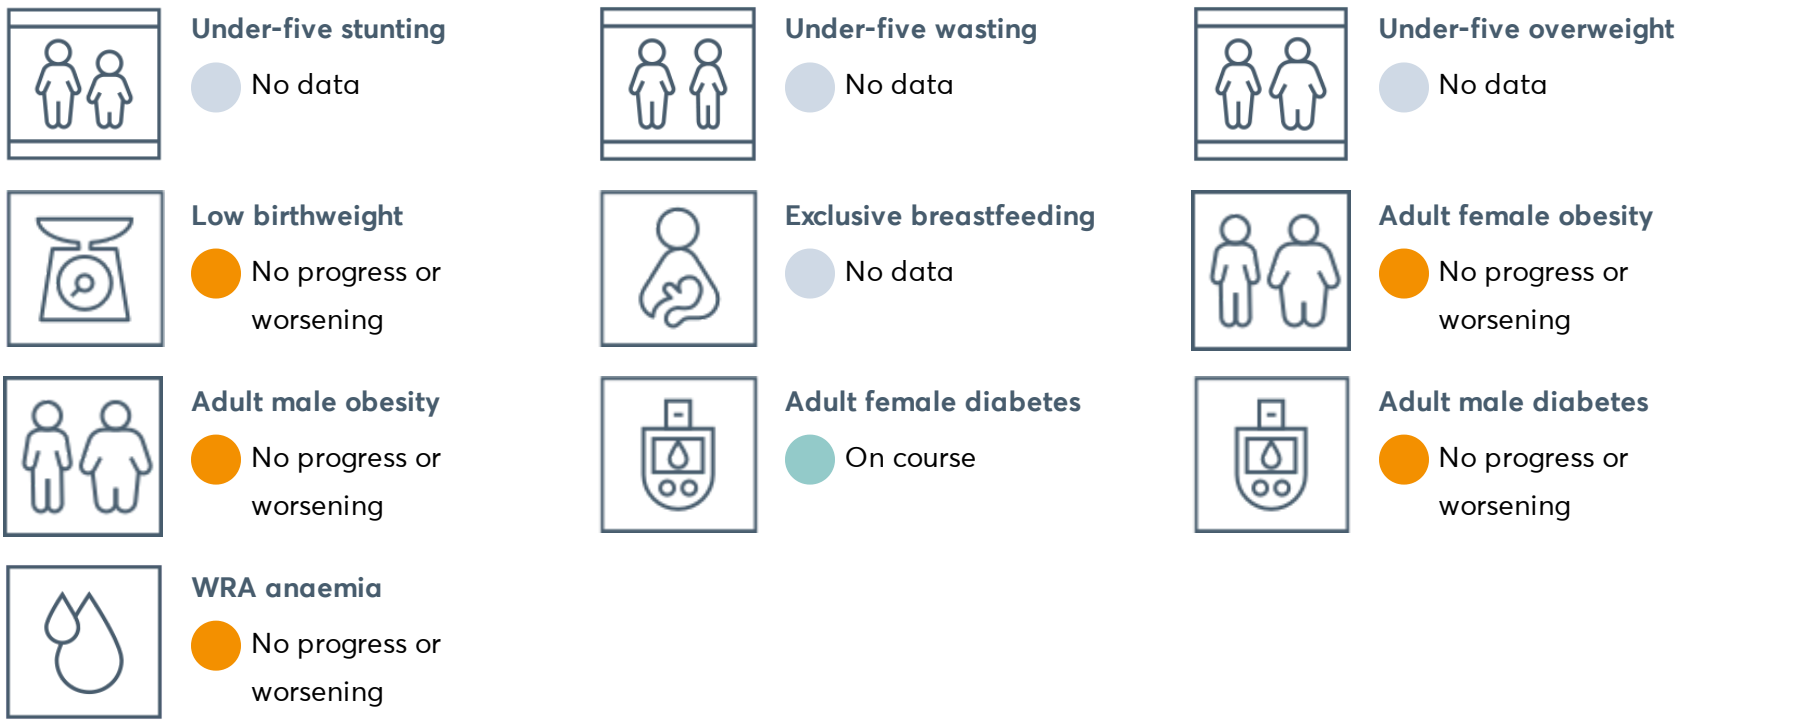 Under-five stunting
No data
Under-five wasting
No data
Under-five overweight
No data
Low birthweight
No progress or
worsening
Exclusive breastfeeding
No data
Adult female obesity
No progress or
worsening
Adult male obesity
No progress or
worsening
Adult female diabetes
On course
Adult male diabetes
No progress or
worsening
WRA anaemia
No progress or
worsening